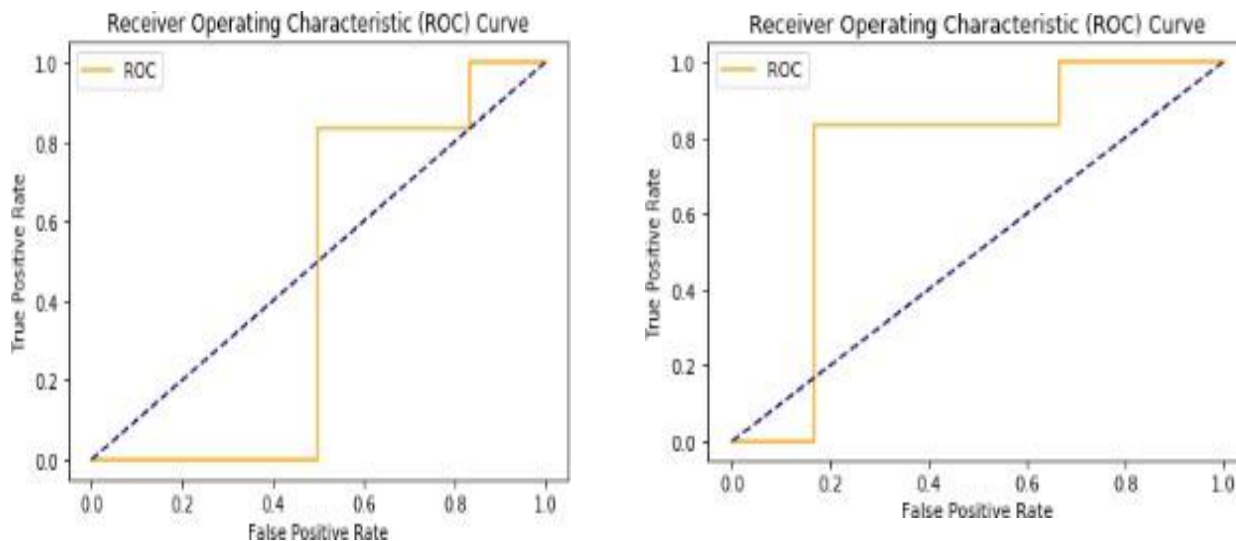 Receiver Operating Characteristic (ROC) Curve
ROC
1.0
0.8
0.6
0.4
0.2
0.0
True Positive Rate
0.0 0.2 0.4 0.6 0.8 1.0
False Positive Rate
Receiver Operating Characteristic (ROC) Curve
ROC
1.0
0.8
0.6
0.4
0.2
0.0
True Positive Rate
0.0 0.2 0.4 0.6 0.8 1.0
False Positive Rate